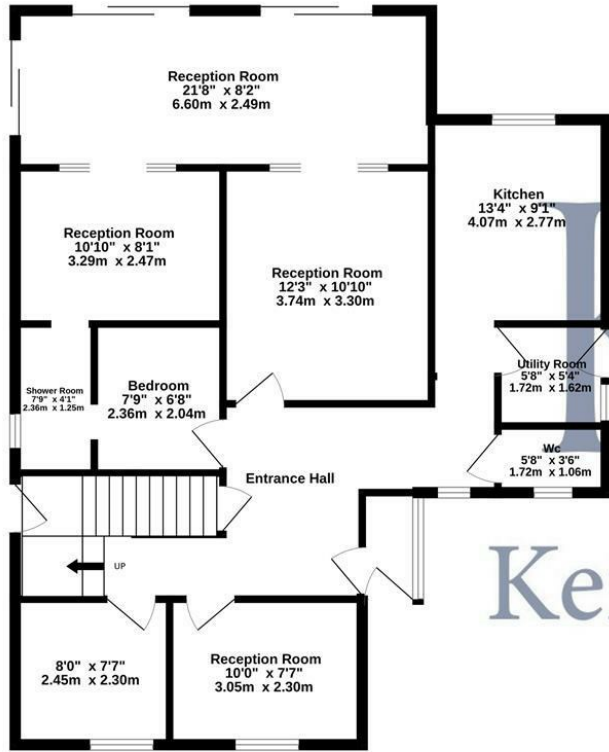 Reception Room
21'8" x 8'2"
6.60m x 2.49m
Kitchen
13'4" x 9'1"
4.07m x 2.77m
Reception Room
10'10" x 8'1"
3.29m x 2.47m
Reception Room
12'3" x 10'10"
3.74m x 3.30m
Utility Room
5'8" x 5'4"
1.72m x 1.62m
Shower Room
7'9" x 4'1"
2.36m x 1.25m
Bedroom
7'9" x 6'8"
2.36m x 2.04m
Wc
5'8" x 3'6"
1.72m x 1.06m
Entrance Hall
UP
8'0" x 7'7"
2.45m x 2.30m
Reception Room
10'0" x 7'7"
3.05m x 2.30m